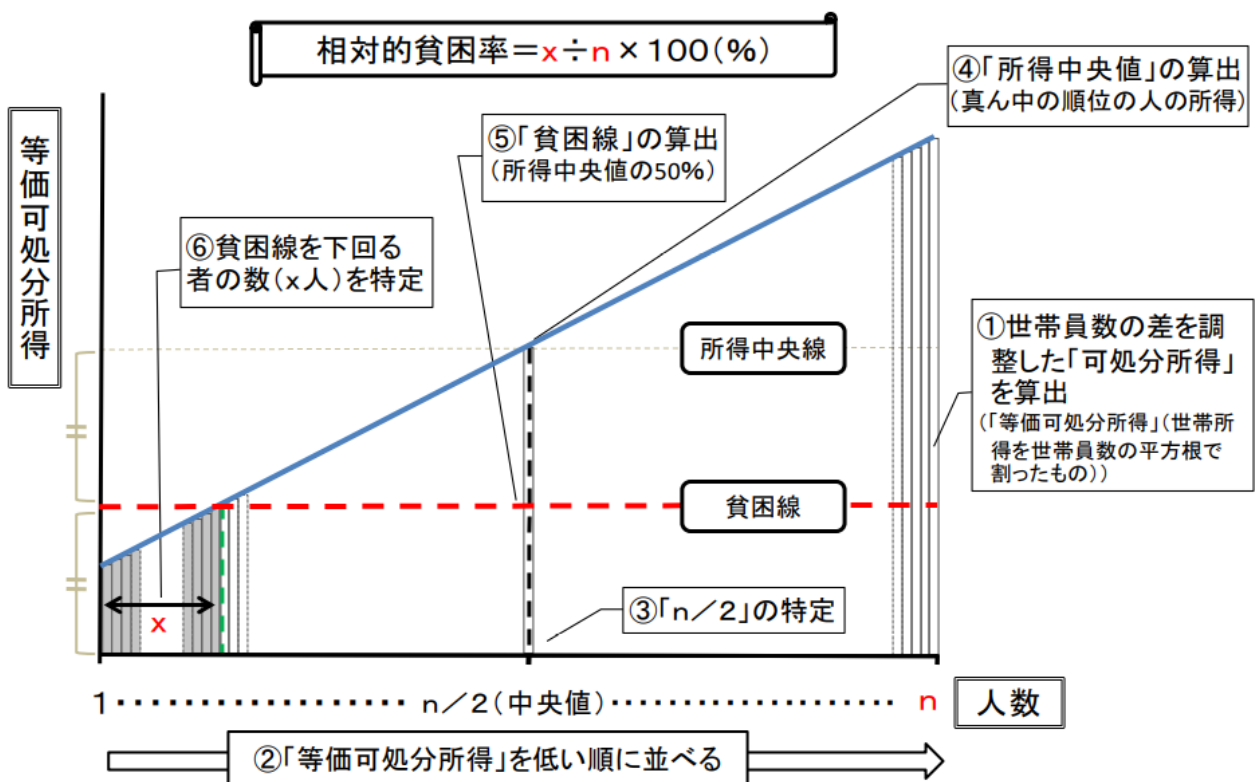 相対的貧困率＝x÷n×100(%)
④「所得中央値」の算出
(真ん中の順位の人の所得)
⑤「貧困線」の算出
(所得中央値の50%)
等価可処分所得
⑥貧困線を下回る
者の数(x人)を特定
所得中央線
①世帯員数の差を調
整した「可処分所得」
を算出
(「等価可処分所得」(世帯所
得を世帯員数の平方根で
割ったもの))
貧困線
x
③「n／2」の特定
1・・・・・・・・・・・・・・・・n／2(中央値)・・・・・・・・・・・・・・・・n
人数
②「等価可処分所得」を低い順に並べる